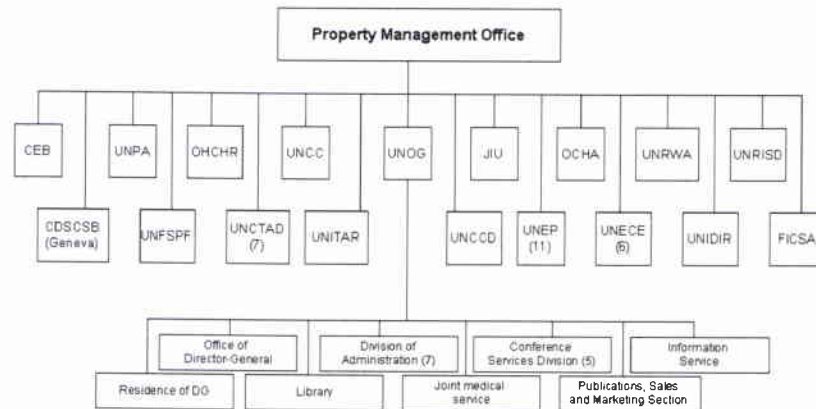 Property Management Office
CEB
UNPA
OHCHR
UNCC
UNOG
JIU
OCHA
UNRWA
UNRISD
CDSCSB
(Geneva)
UNFSPF
UNCTAD
(7)
UNITAR
UNCCD
UNEP
(11)
UNECE
(6)
UNIDIR
FICSA
Office of
Director-General
Division of
Administration (7)
Conference
Services Division (5)
Information
Service
Residence of DG
Library
Joint medical
service
Publications, Sales
and Marketing Section